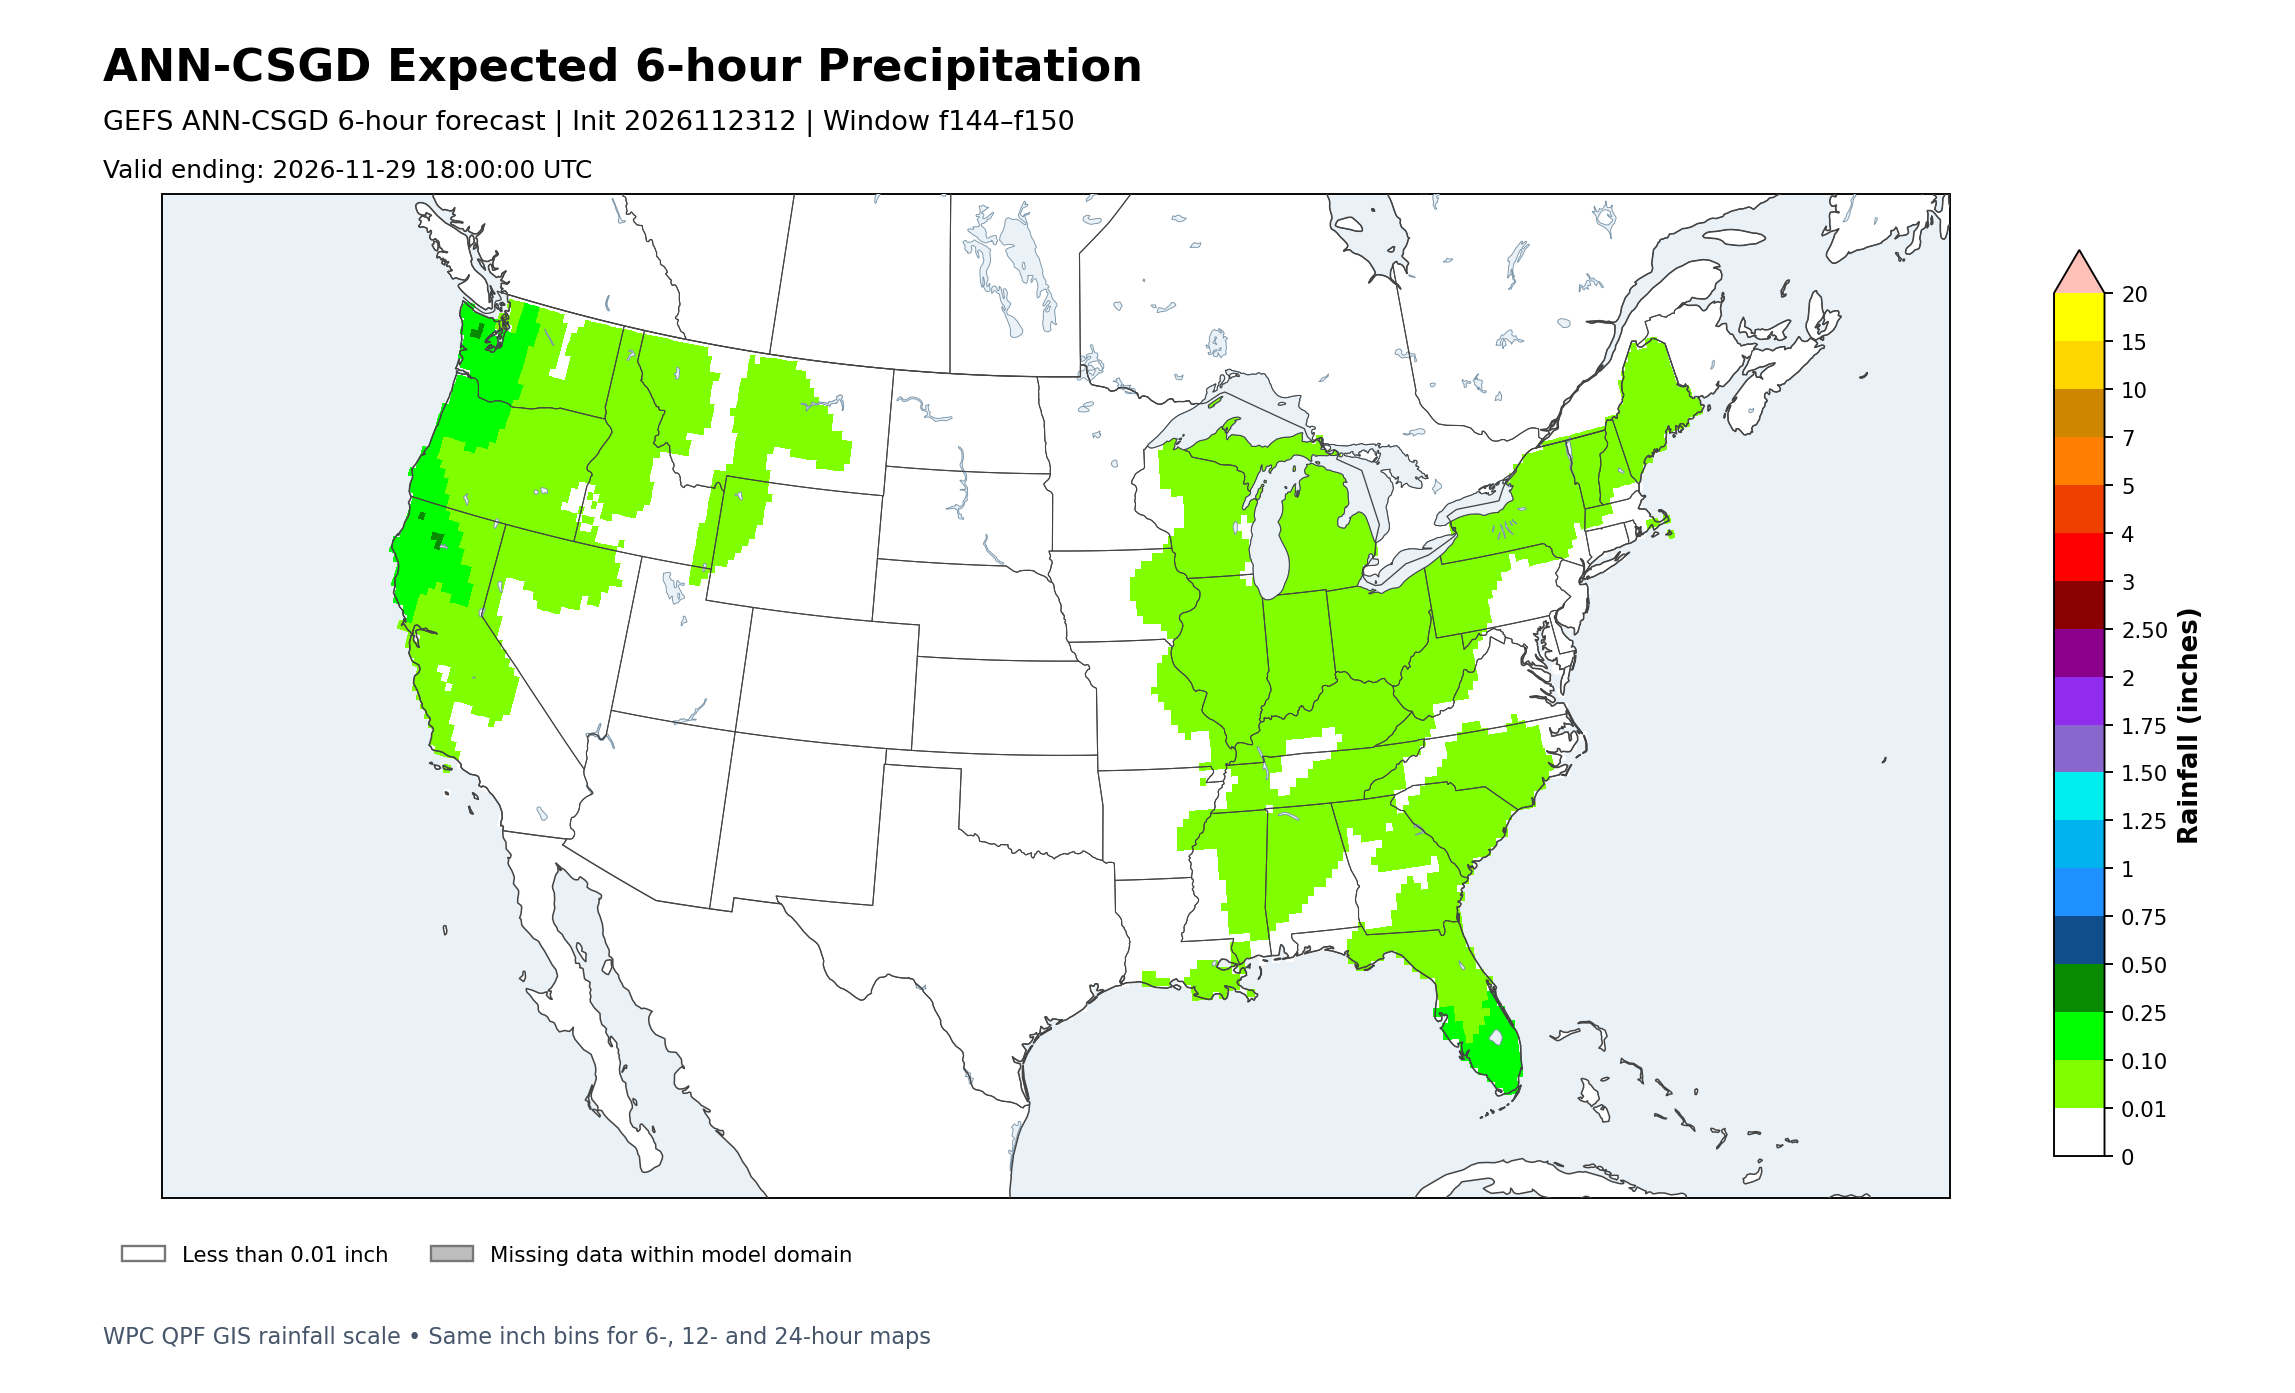 ANN-CSGD Expected 6-hour Precipitation
GEFS ANN-CSGD 6-hour forecast | Init 2026112312 | Window f144–f150
Valid ending: 2026-11-29 18:00:00 UTC
20
15
10
7
5
4
3
2.50
2
1.75
1.50
1.25
1
0.75
0.50
0.25
0.10
0.01
0
Rainfall (inches)
Less than 0.01 inch
Missing data within model domain
WPC QPF GIS rainfall scale • Same inch bins for 6-, 12- and 24-hour maps